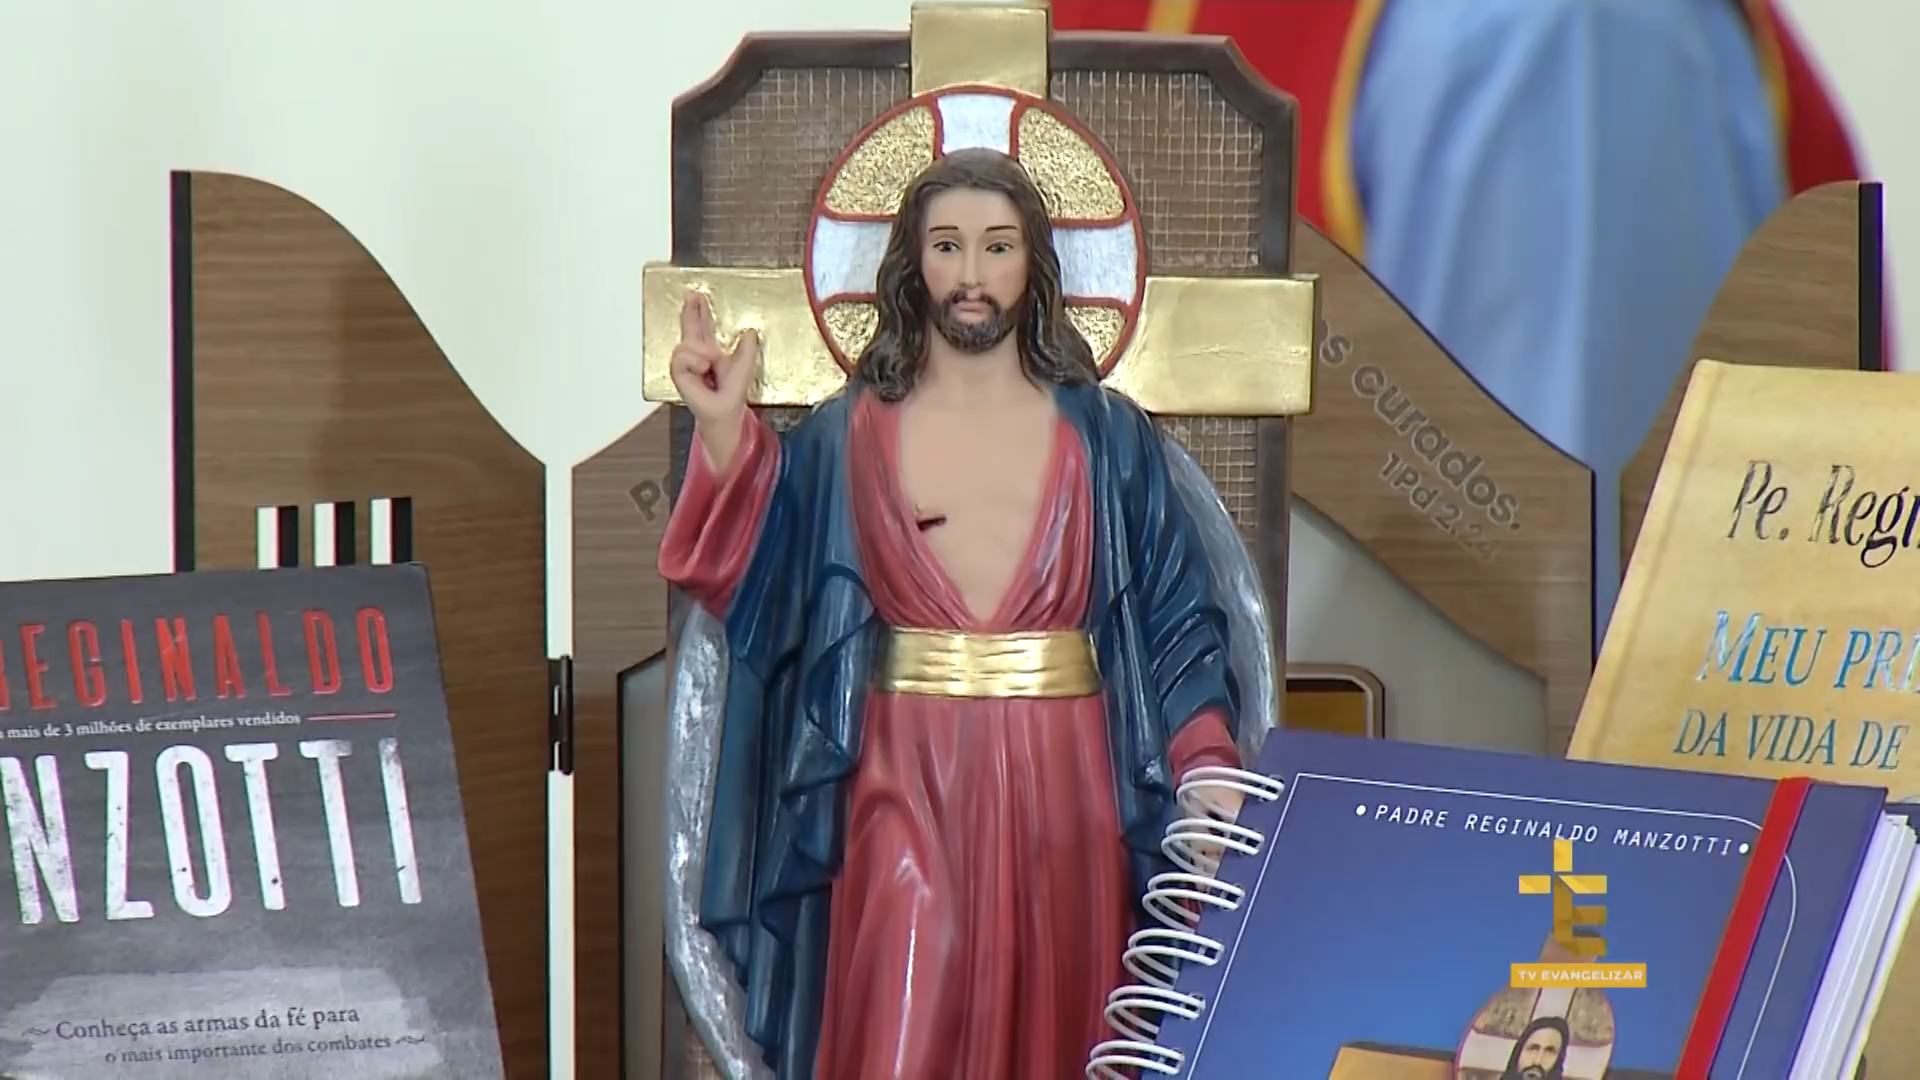 REGINALDO
mais de 3 milhões de exemplares vendidos
NZOTTI
Conheça as armas da fé para
o mais importante dos combates
s curados.
1Pd 2,24
Pe. Regi
MEU PRI
DA VIDA DE
• PADRE REGINALDO MANZOTTI •
TV EVANGELIZAR